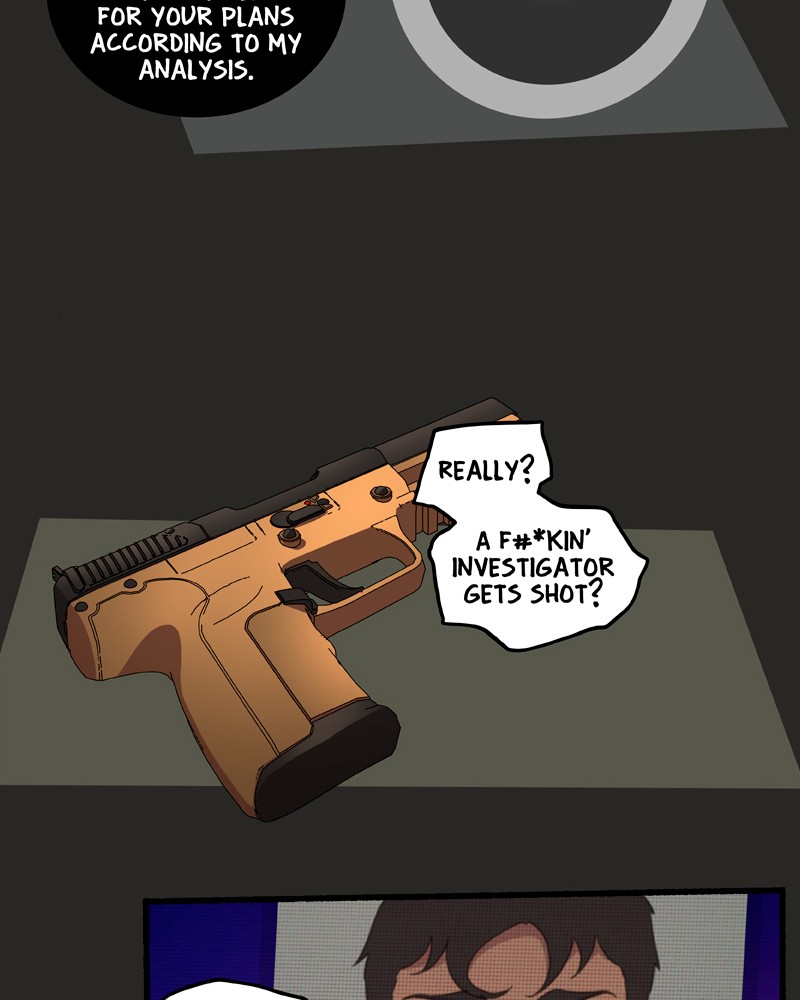 FOR YOUR PLANS
ACCORDING TO MY
ANALYSIS.
REALLY?
A F#*KIN'
INVESTIGATOR
GETS SHOT?